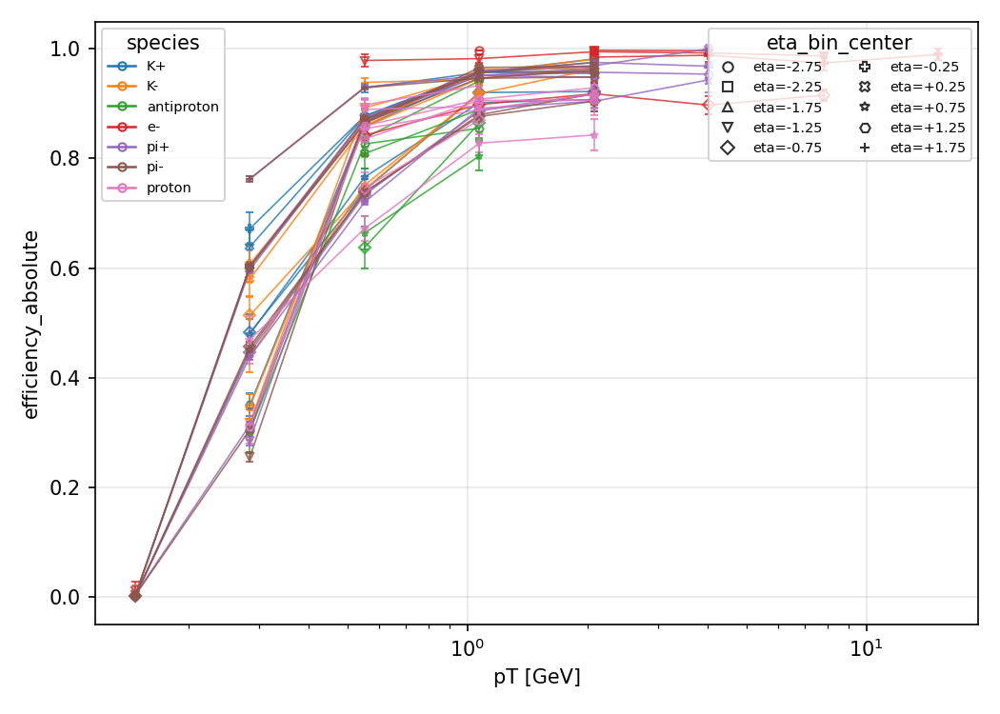 species
K+
K-
antiproton
e-
pi+
pi-
proton
eta_bin_center
eta=-2.75
eta=-2.25
eta=-1.75
eta=-1.25
eta=-0.75
eta=-0.25
eta=+0.25
eta=+0.75
eta=+1.25
eta=+1.75
efficiency_absolute
1.0
0.8
0.6
0.4
0.2
0.0
10⁰
10¹
pT [GeV]